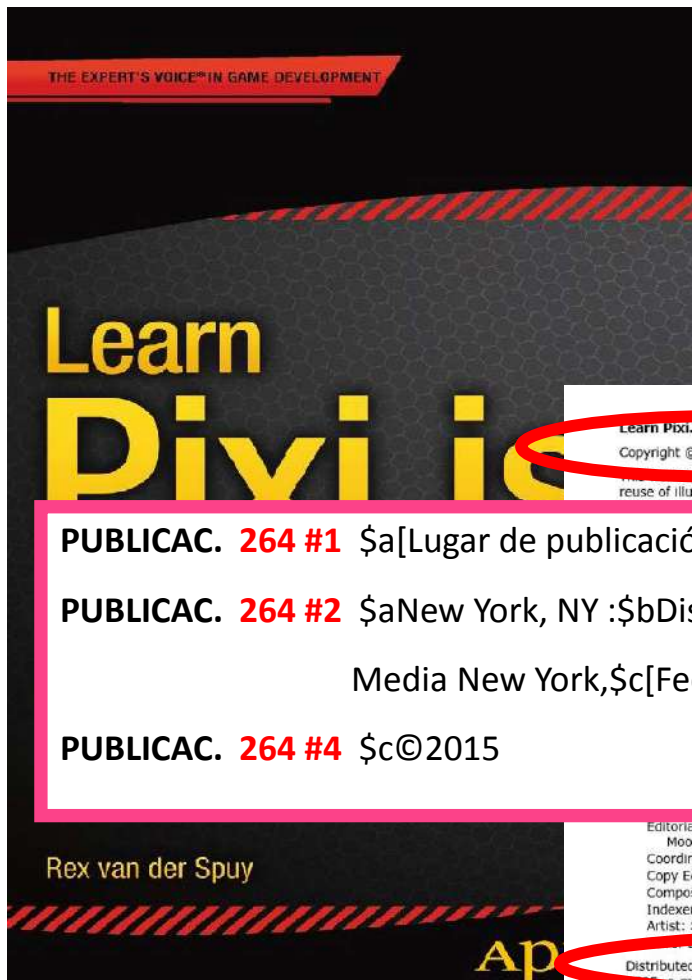 THE EXPERT'S VOICE® IN GAME DEVELOPMENT
Learn
Pixi.js
Learn Pixi.
Copyright ©
reuse of illu
PUBLICAC. 264 #1 $a[Lugar de publicació
PUBLICAC. 264 #2 $aNew York, NY :$bDis
Media New York,$c[Fe
PUBLICAC. 264 #4 $c©2015
Editoria
Moo
Coordin
Copy E
Compos
Indexer
Artist:
Rex van der Spuy
Ap
Distributed